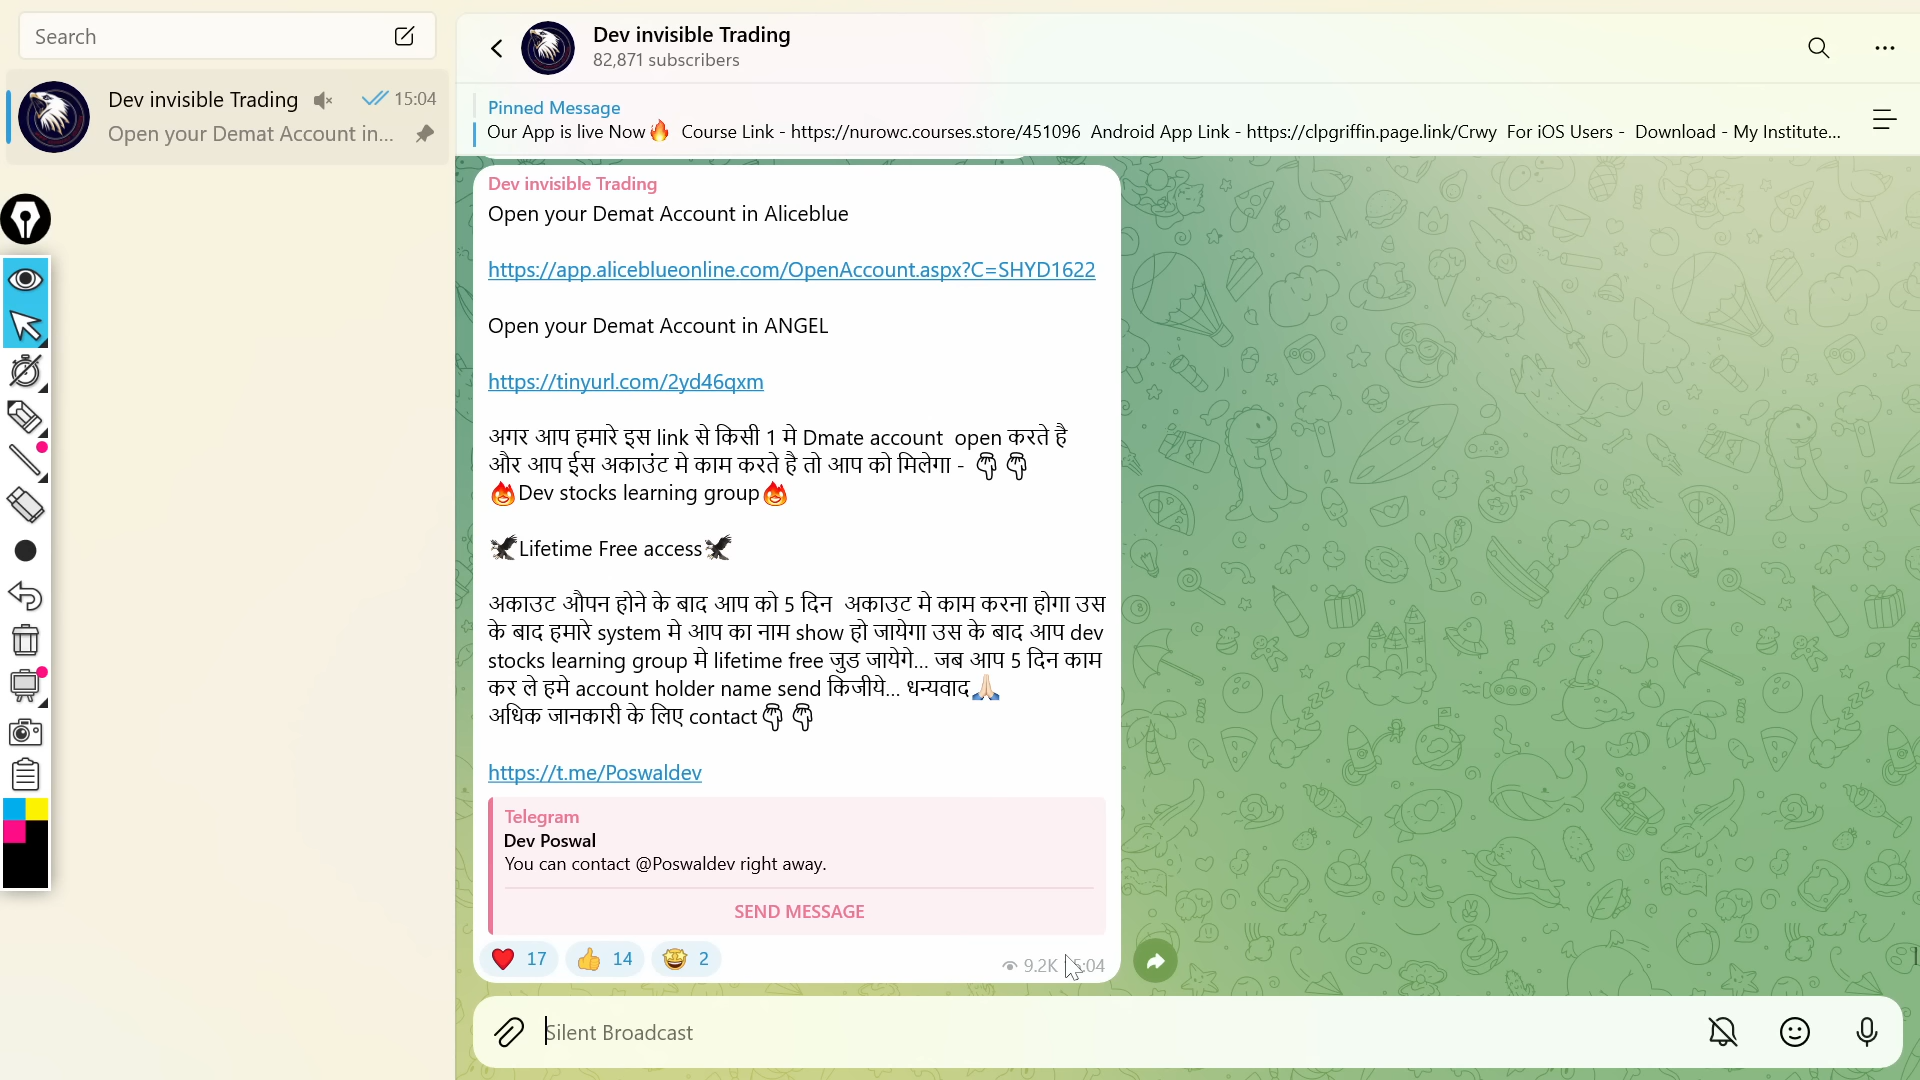 Search
Dev invisible Trading
15:04
Open your Demat Account in...
Dev invisible Trading
82,871 subscribers
Pinned Message
Our App is live Now🔥 Course Link - https://nurowc.courses.store/451096 Android App Link - https://clpgriffin.page.link/Crwy For iOS Users - Download - My Institute...
Dev invisible Trading
Open your Demat Account in Aliceblue
https://app.aliceblueonline.com/OpenAccount.aspx?C=SHYD1622
Open your Demat Account in ANGEL
https://tinyurl.com/2yd46qxm
अगर आप हमारे इस link से किसी 1 मे Dmate account open करते है
और आप ईस अकाउंट मे काम करते है तो आप को मिलेगा - 👇👇
🔥Dev stocks learning group🔥
🦅Lifetime Free access🦅
अकाउट औपन होने के बाद आप को 5 दिन अकाउट मे काम करना होगा उस
के बाद हमारे system मे आप का नाम show हो जायेगा उस के बाद आप dev
stocks learning group मे lifetime free जुड जायेगे... जब आप 5 दिन काम
कर ले हमे account holder name send किजीये... धन्यवाद🙏🏻
अधिक जानकारी के लिए contact👇👇
https://t.me/Poswaldev
Telegram
Dev Poswal
You can contact @Poswaldev right away.
SEND MESSAGE
❤️ 17 👍 14 🤩 2
9.2K
Silent Broadcast